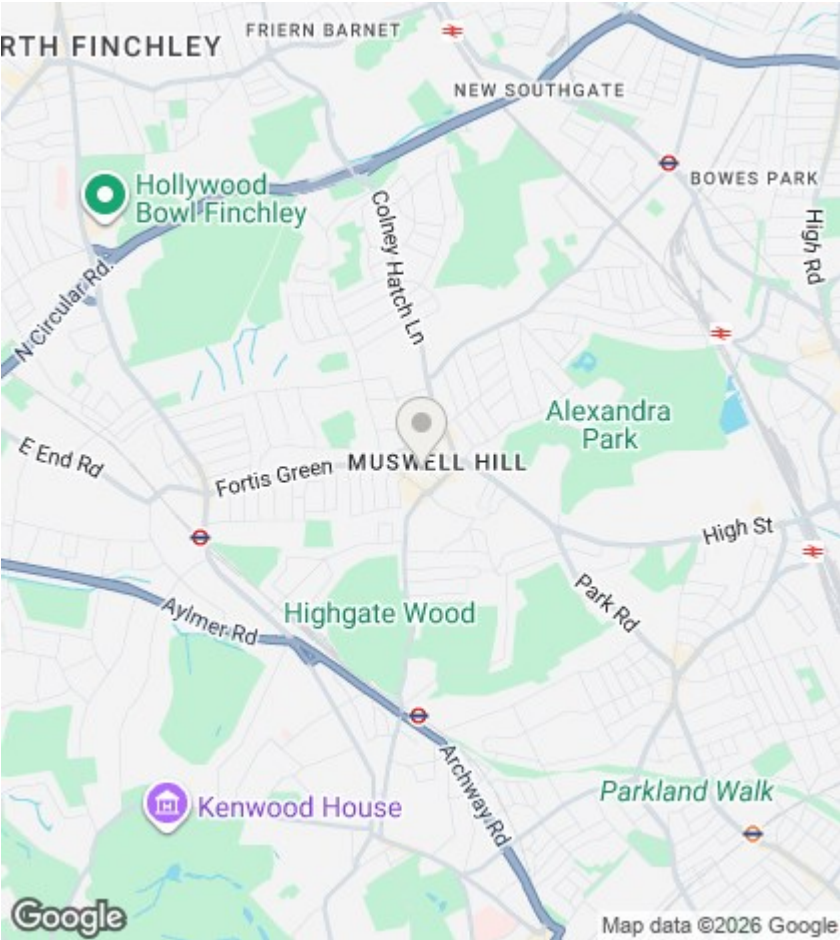 FRIERN BARNET
RTH FINCHLEY
NEW SOUTHGATE
BOWES PARK
Hollywood
Bowl Finchley
Colney Hatch Ln
High Rd
N Circular Rd.
Alexandra
Park
E End Rd
Fortis Green
MUSWELL HILL
High St
Park Rd
Highgate Wood
Aylmer Rd
Archway Rd
Parkland Walk
Kenwood House
Google
Map data ©2026 Google